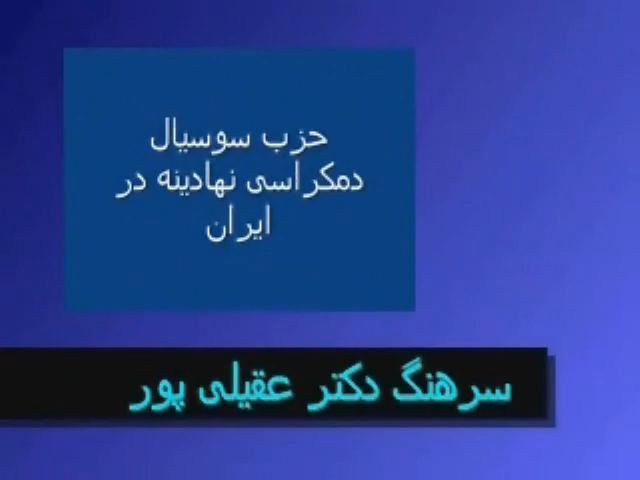 حزب سوسیال
دمکراسی نهادینه در
ایران
سرهنگ دکتر عقیلی پور